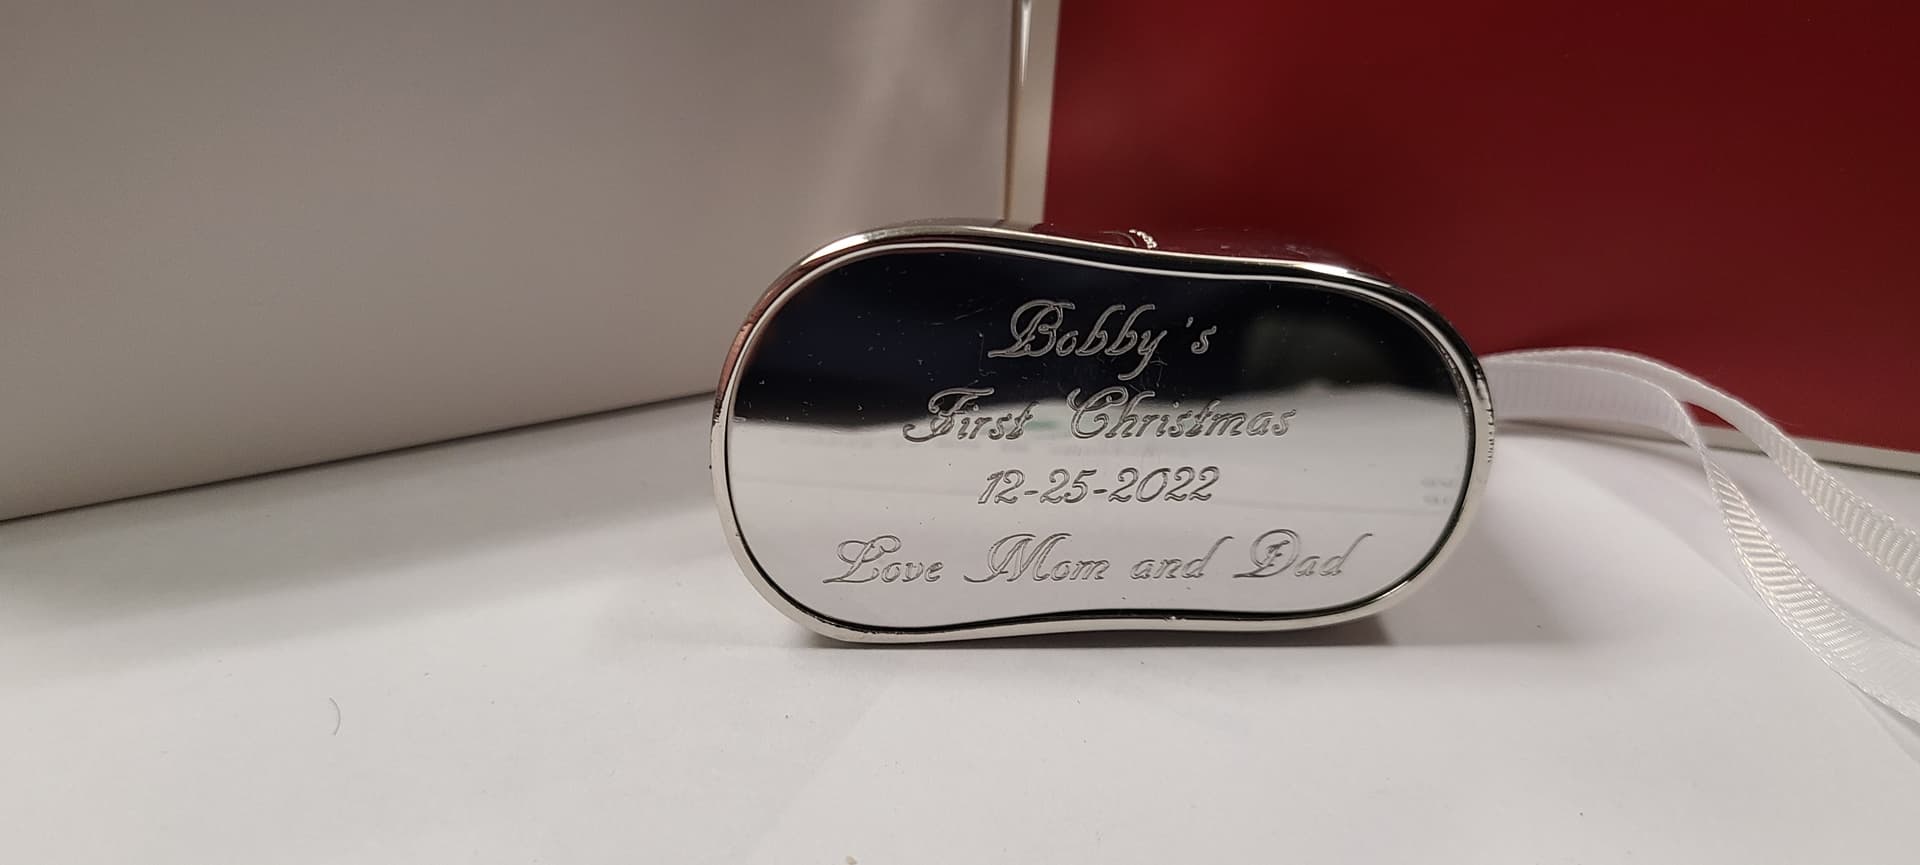 Bobby's
First Christmas
12-25-2022
Love Mom and Dad